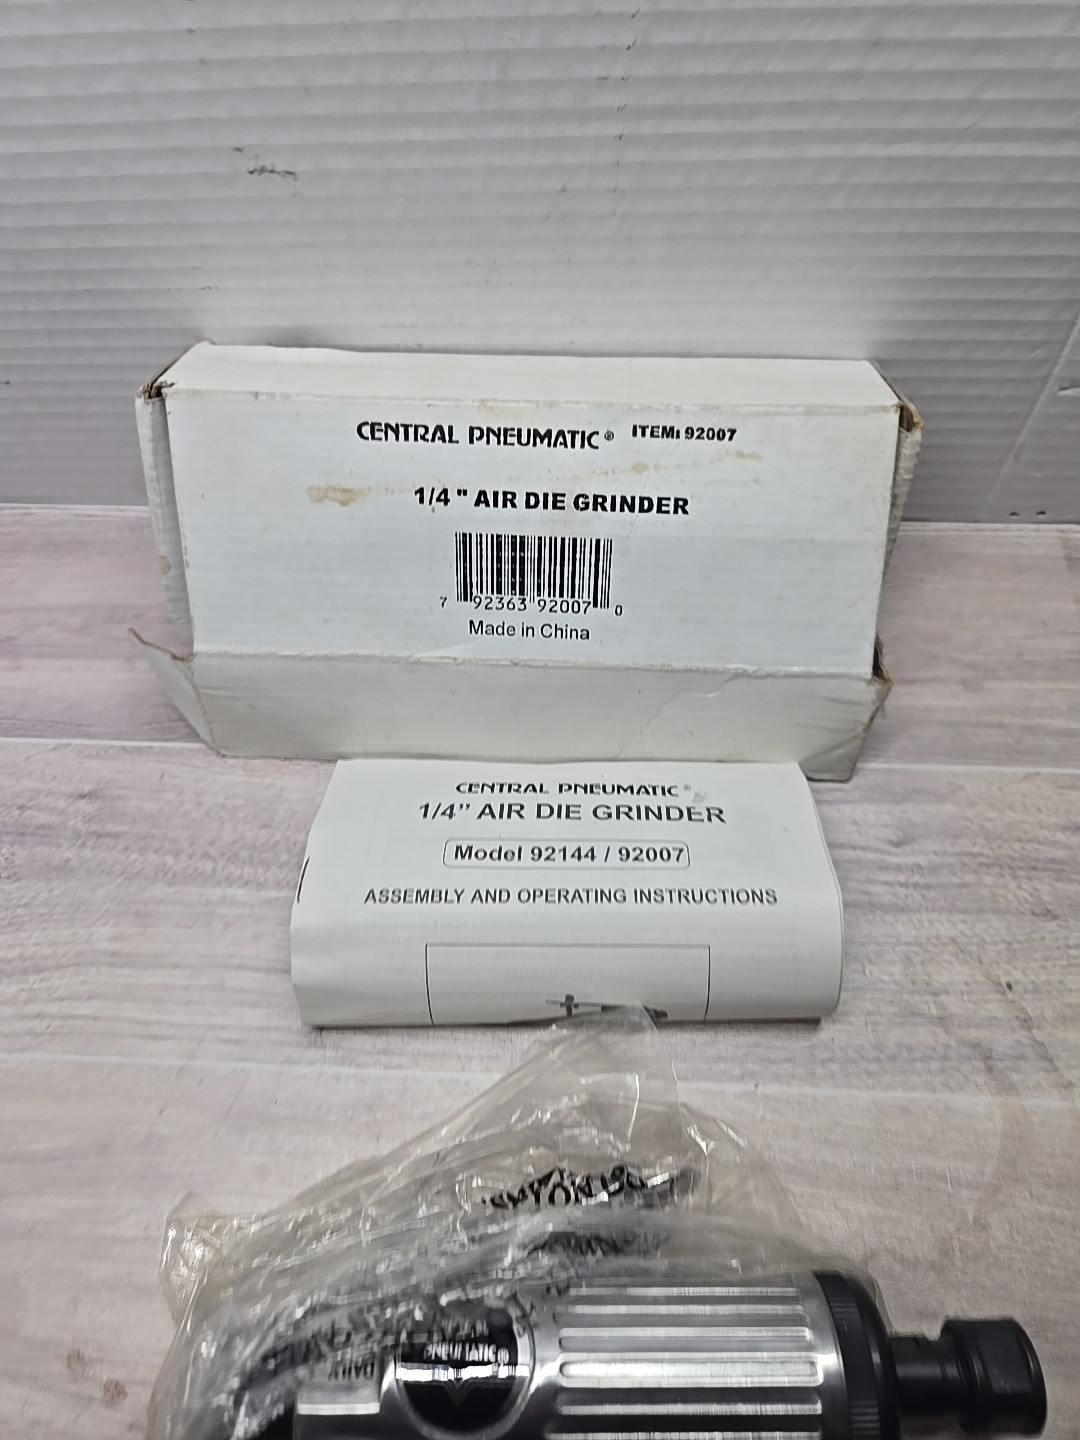 CENTRAL PNEUMATIC® ITEM: 92007
1/4 " AIR DIE GRINDER
7 92363 92007 0
Made in China
CENTRAL PNEUMATIC®
1/4” AIR DIE GRINDER
Model 92144 / 92007
ASSEMBLY AND OPERATING INSTRUCTIONS
PNEUMATIC®
DAILY